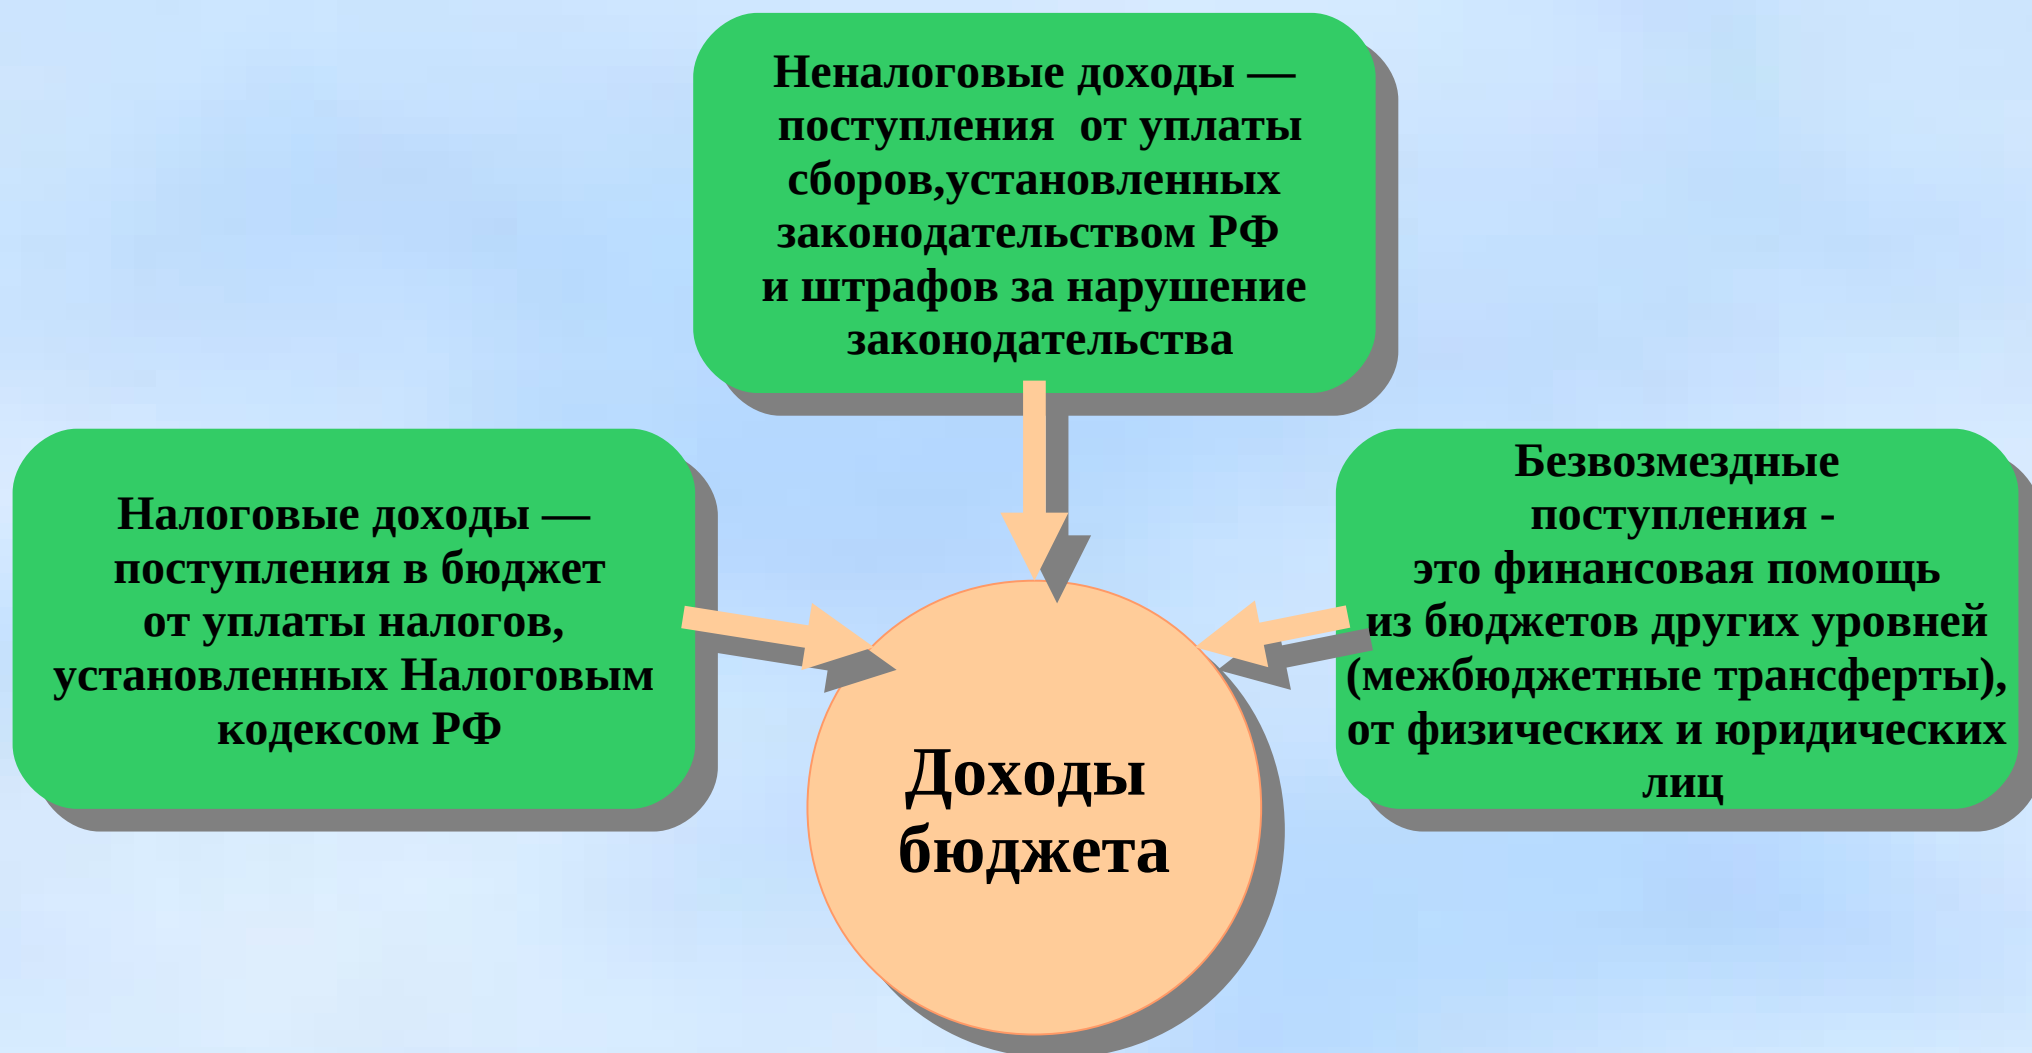 Неналоговые доходы —
поступления от уплаты
сборов,установленных
законодательством РФ
и штрафов за нарушение
законодательства
Налоговые доходы —
поступления в бюджет
от уплаты налогов,
установленных Налоговым
кодексом РФ
Безвозмездные
поступления -
это финансовая помощь
из бюджетов других уровней
(межбюджетные трансферты),
от физических и юридических
лиц
Доходы
бюджета